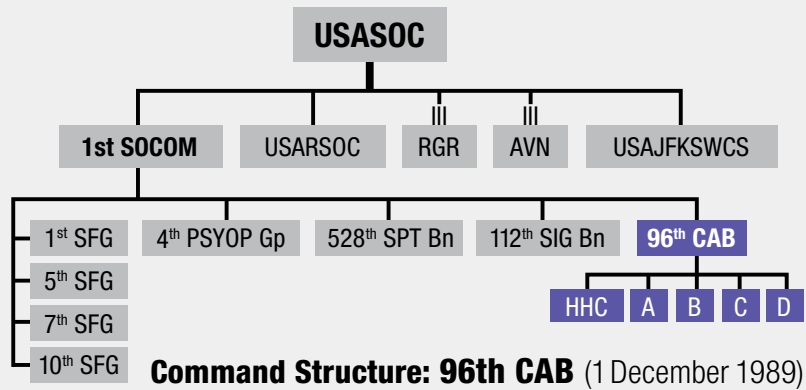 USASOC
III III
1st SOCOM USARSOC RGR AVN USAJFKSWCS
1st SFG 4th PSYOP Gp 528th SPT Bn 112th SIG Bn 96th CAB
5th SFG
HHC A B C D
7th SFG
10th SFG
Command Structure: 96th CAB (1 December 1989)